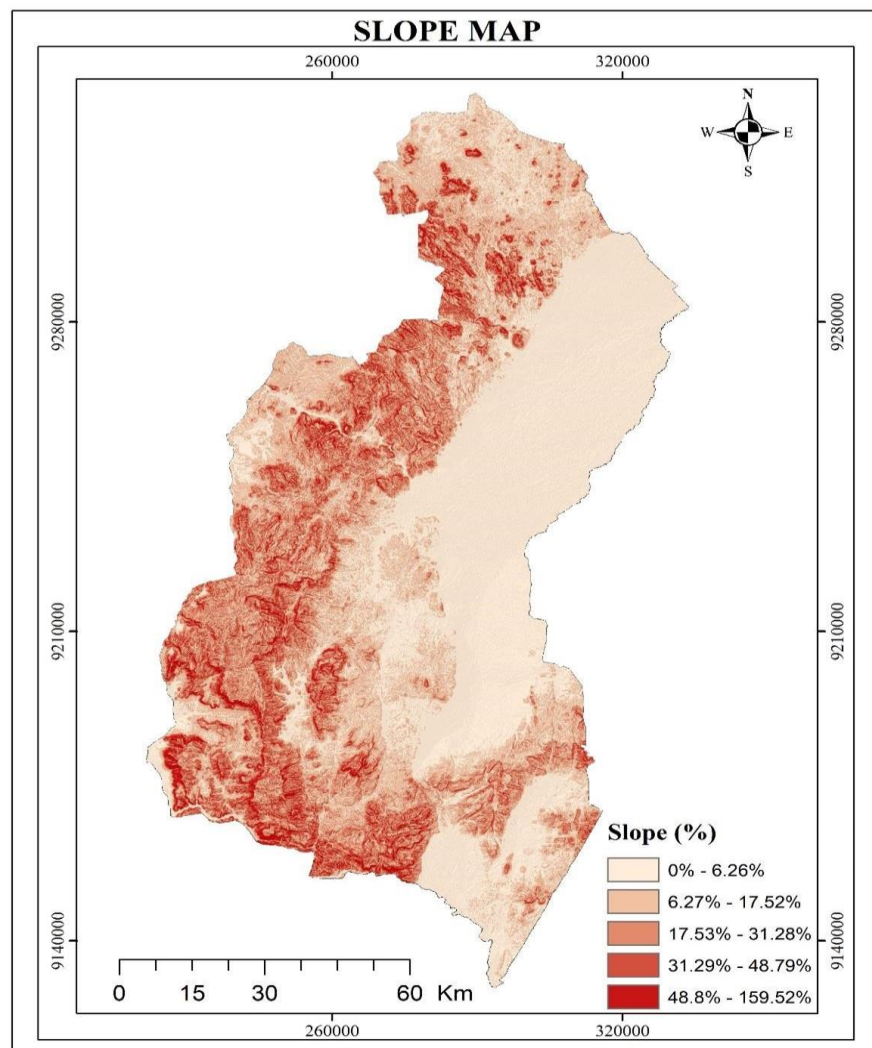 SLOPE MAP
260000 320000
N
W E
S
9280000 9280000
9210000 9210000
Slope (%)
0% - 6.26%
6.27% - 17.52%
17.53% - 31.28%
31.29% - 48.79%
48.8% - 159.52%
9140000 9140000
0 15 30 60 Km
260000 320000